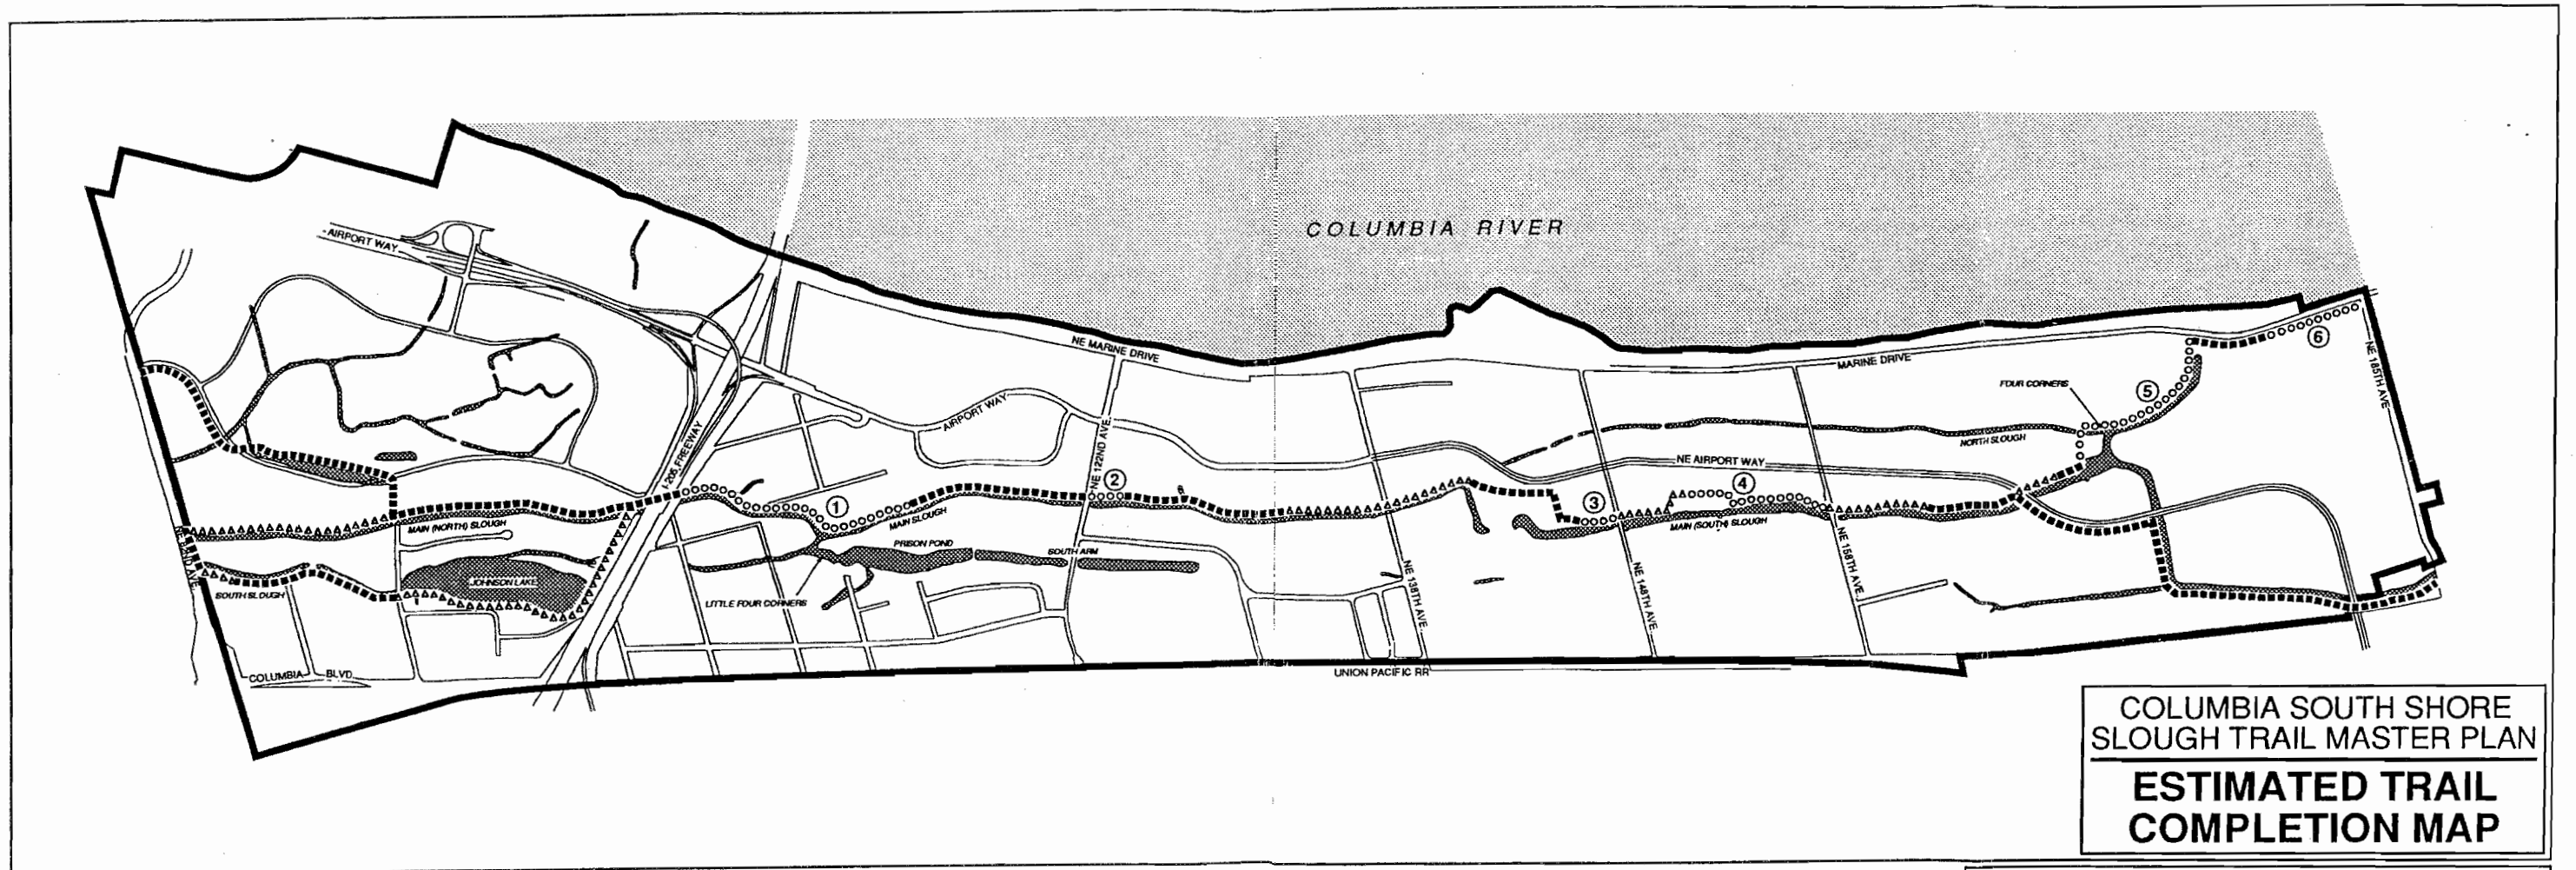 COLUMBIA RIVER
AIRPORT WAY
NE MARINE DRIVE
MARINE DRIVE
6
NE 185TH AVE.
FOUR CORNERS
5
AIRPORT WAY
NE 122ND AVE.
I-205 FREEWAY
NORTH SLOUGH
NE AIRPORT WAY
2
4
1
3
MAIN (NORTH) SLOUGH
MAIN SLOUGH
MAIN (SOUTH) SLOUGH
PRISON POND
SOUTH ARM
JOHNSON LAKE
SOUTH SLOUGH
LITTLE FOUR CORNERS
NE 138TH AVE.
NE 148TH AVE.
NE 158TH AVE.
COLUMBIA BLVD.
UNION PACIFIC RR
COLUMBIA SOUTH SHORE
SLOUGH TRAIL MASTER PLAN
ESTIMATED TRAIL
COMPLETION MAP